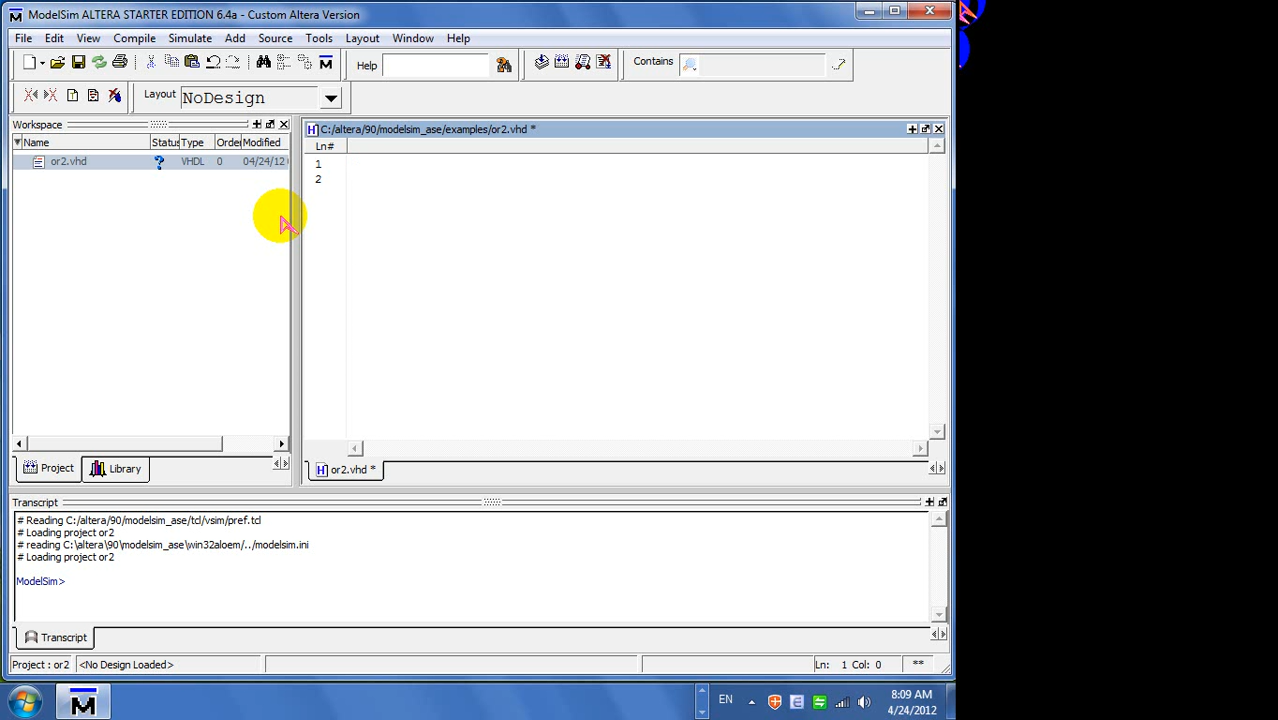 ModelSim ALTERA STARTER EDITION 6.4a - Custom Altera Version
File Edit View Compile Simulate Add Source Tools Layout Window Help
Help
Contains
Layout NoDesign
Workspace
Name Status Type Order Modified
or2.vhd ? VHDL 0 04/24/12
C:/altera/90/modelsim_ase/examples/or2.vhd *
Ln#
1
2
Project Library
or2.vhd *
Transcript
# Reading C:/altera/90/modelsim_ase/tcl/vsim/pref.tcl
# Loading project or2
# reading C:\altera\90\modelsim_ase\win32aloem/../modelsim.ini
# Loading project or2
ModelSim>
Transcript
Project : or2 <No Design Loaded> Ln: 1 Col: 0 **
EN
8:09 AM
4/24/2012